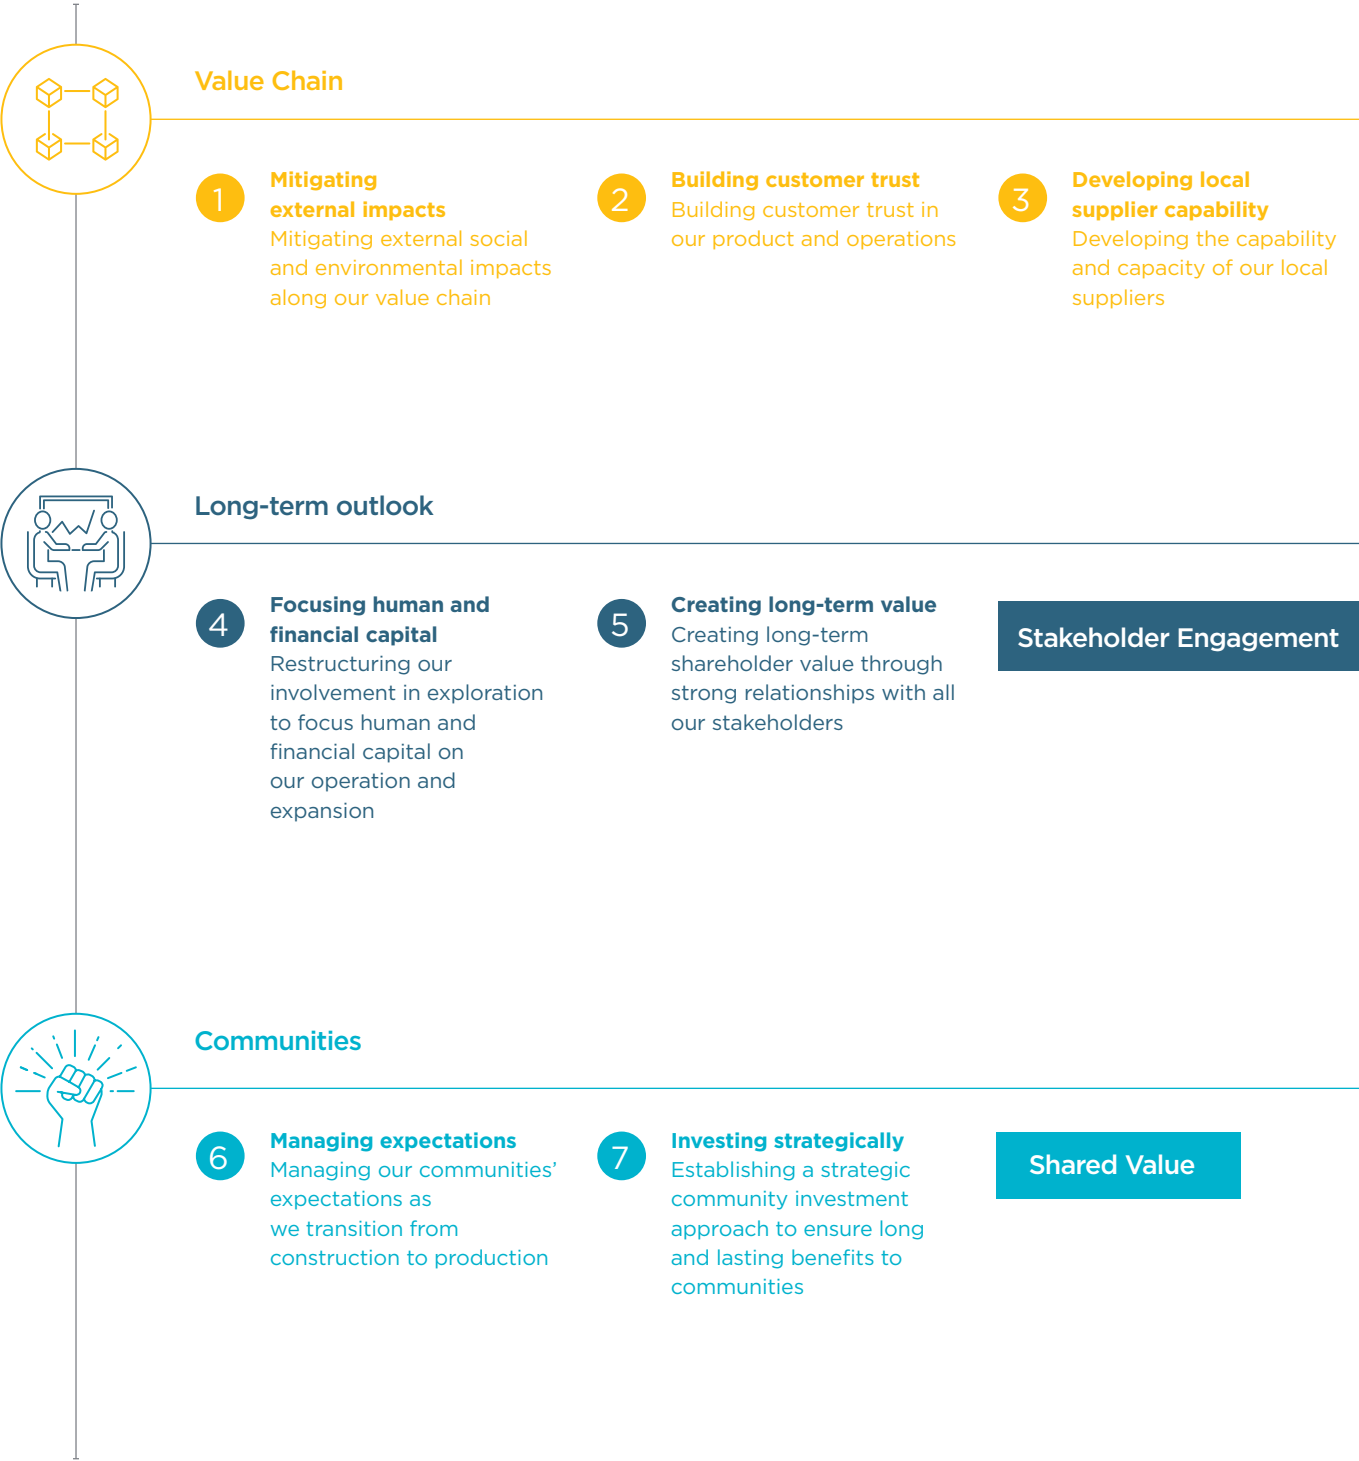 Value Chain
1
Mitigating
external impacts
Mitigating external social
and environmental impacts
along our value chain
2
Building customer trust
Building customer trust in
our product and operations
3
Developing local
supplier capability
Developing the capability
and capacity of our local
suppliers
Long-term outlook
4
Focusing human and
financial capital
Restructuring our
involvement in exploration
to focus human and
financial capital on
our operation and
expansion
5
Creating long-term value
Creating long-term
shareholder value through
strong relationships with all
our stakeholders
Stakeholder Engagement
Communities
6
Managing expectations
Managing our communities’
expectations as
we transition from
construction to production
7
Investing strategically
Establishing a strategic
community investment
approach to ensure long
and lasting benefits to
communities
Shared Value